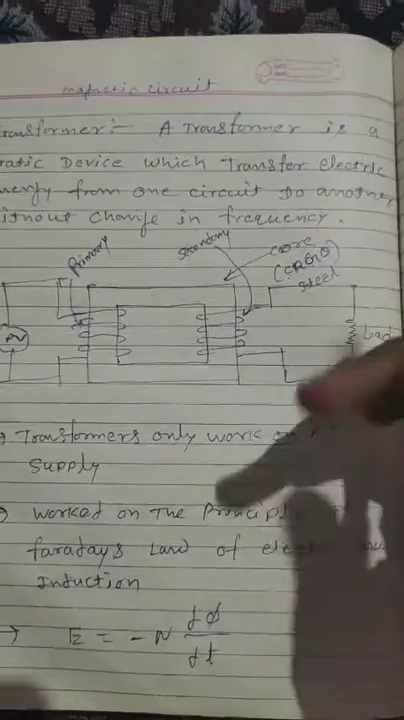 magnetic circuit
ransformer:- A Transformer is a
atic Device which Transfer electric
nergy from one circuit to another
ithout change in frequency.
Primary
Secondary
core
(CRGO)
steel
Load
Transformers only work
supply
worked on The Principle
faradays Law of
Induction
E = -N dϕ
dt